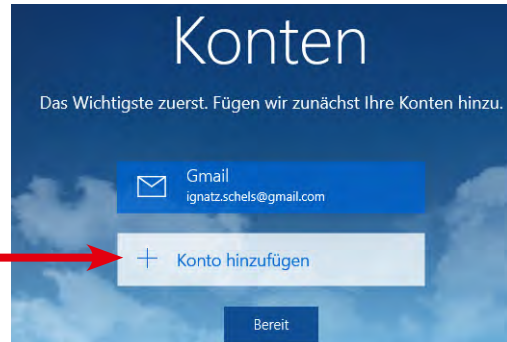 Konten
Das Wichtigste zuerst. Fügen wir zunächst Ihre Konten hinzu.
Gmail
ignatz.schels@gmail.com
Konto hinzufügen
Bereit